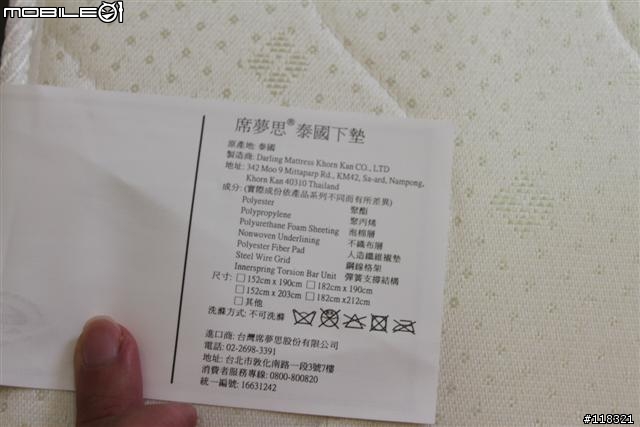 MOBILE01
席夢思® 泰國下墊
原產地: 泰國
製造商: Darling Mattress Khorn Kan CO., LTD
地址: 342 Moo 9 Mittaparp Rd., KM42, Sa-ard, Nampong,
Khorn Kan 40310 Thailand
成分: (實際成份依產品系列不同而有所差異)
Polyester 聚酯
Polypropylene 聚丙烯
Polyurethane Foam Sheeting 泡棉層
Nonwoven Underlining 不織布層
Polyester Fiber Pad 人造纖維襯墊
Steel Wire Grid 鋼線格架
Innerspring Torsion Bar Unit 彈簧支撐結構
尺寸: □152cm x 190cm □182cm x 190cm
□152cm x 203cm □182cm x212cm
□其他
洗滌方式: 不可洗滌
進口商: 台灣席夢思股份有限公司
電話: 02-2698-3391
地址: 台北市敦化南路一段3號7樓
消費者服務專線: 0800-800820
統一編號: 16631242
#118321